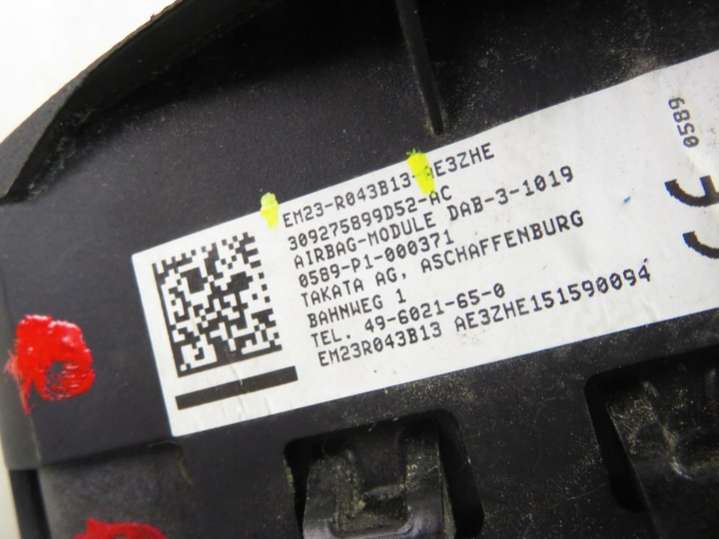 EM23-R043B13-AE3ZHE
309275899D52-AC
AIRBAG-MODULE DAB-3-1019
0589-P1-000371
TAKATA AG, ASCHAFFENBURG
BAHNWEG 1
TEL. 49-6021-65-0
EM23R043B13 AE3ZHE151590094
CE
0589